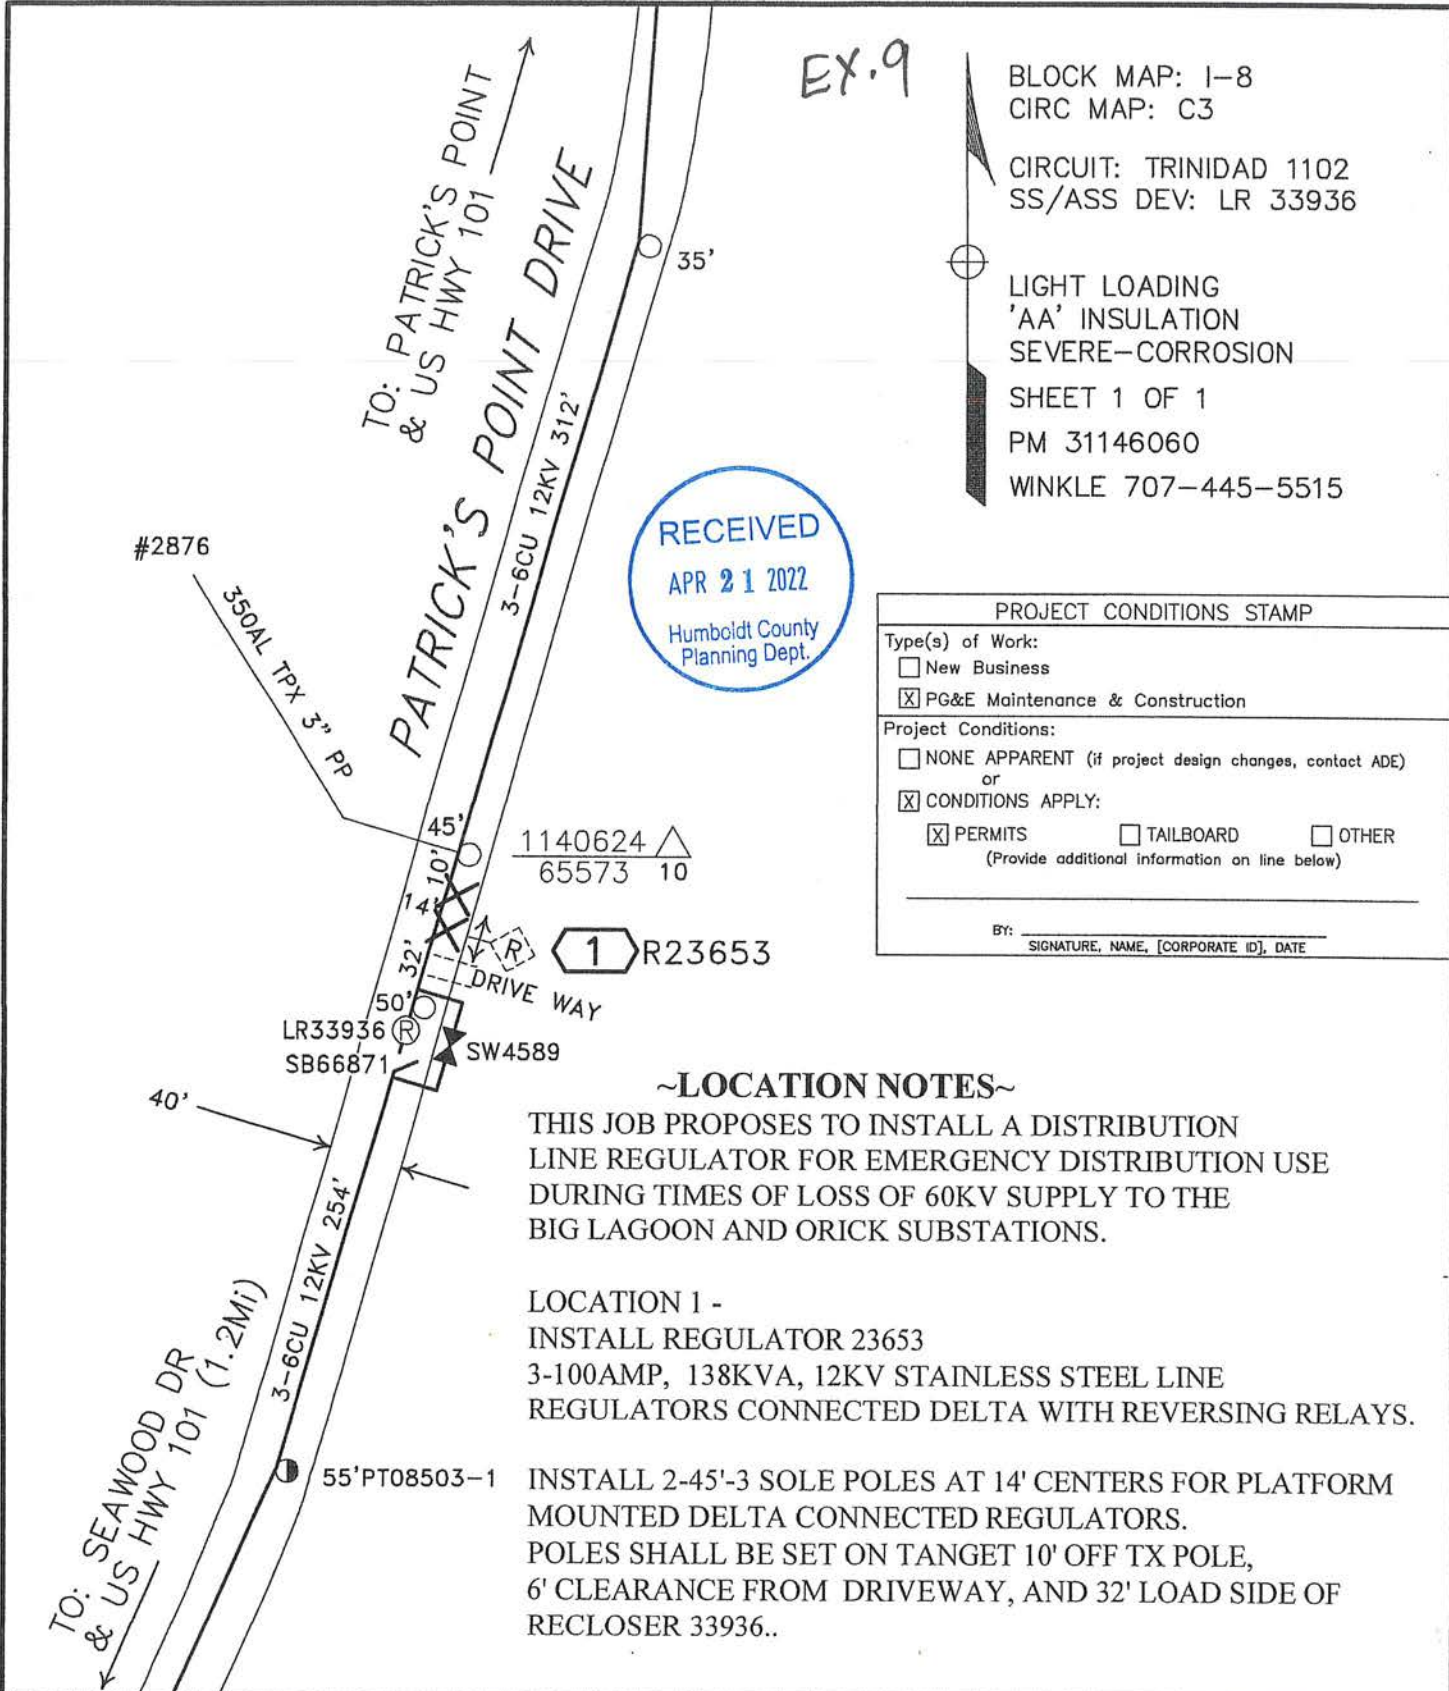 EX.9
BLOCK MAP: I-8
CIRC MAP: C3
CIRCUIT: TRINIDAD 1102
SS/ASS DEV: LR 33936
LIGHT LOADING
'AA' INSULATION
SEVERE-CORROSION
SHEET 1 OF 1
PM 31146060
WINKLE 707-445-5515
TO: PATRICK'S POINT
& US HWY 101
PATRICK'S POINT DRIVE
35'
3-6CU 12KV 312'
#2876
350AL TPX 3" PP
RECEIVED
APR 21 2022
Humboldt County
Planning Dept.
PROJECT CONDITIONS STAMP
Type(s) of Work:
New Business
X PG&E Maintenance & Construction
Project Conditions:
NONE APPARENT (if project design changes, contact ADE)
or
X CONDITIONS APPLY:
X PERMITS TAILBOARD OTHER
(Provide additional information on line below)
BY:
SIGNATURE, NAME, [CORPORATE ID], DATE
45'
10'
1140624
65573 10
14'
R
1 R23653
32'
DRIVE WAY
50'
LR33936 R
SB66871
SW4589
40'
3-6CU 12KV 254'
TO: SEAWOOD DR
& US HWY 101 (1.2Mi)
55'PT08503-1
~LOCATION NOTES~
THIS JOB PROPOSES TO INSTALL A DISTRIBUTION
LINE REGULATOR FOR EMERGENCY DISTRIBUTION USE
DURING TIMES OF LOSS OF 60KV SUPPLY TO THE
BIG LAGOON AND ORICK SUBSTATIONS.
LOCATION 1 -
INSTALL REGULATOR 23653
3-100AMP, 138KVA, 12KV STAINLESS STEEL LINE
REGULATORS CONNECTED DELTA WITH REVERSING RELAYS.
INSTALL 2-45'-3 SOLE POLES AT 14' CENTERS FOR PLATFORM
MOUNTED DELTA CONNECTED REGULATORS.
POLES SHALL BE SET ON TANGET 10' OFF TX POLE,
6' CLEARANCE FROM DRIVEWAY, AND 32' LOAD SIDE OF
RECLOSER 33936..